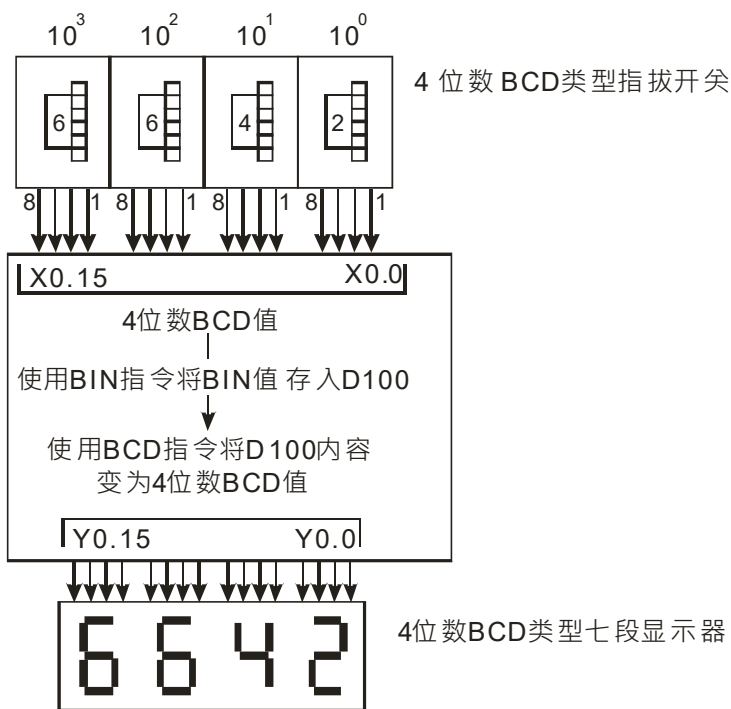 10³ 10² 10¹ 10⁰
4 位数 BCD类型指拔开关
6 6 4 2
8 1 8 1 8 1 8 1
X0.15 X0.0
4位数BCD值
使用BIN指令将BIN值存入D100
使用BCD指令将D100内容
变为4位数BCD值
Y0.15 Y0.0
6 6 4 2
4位数BCD类型七段显示器